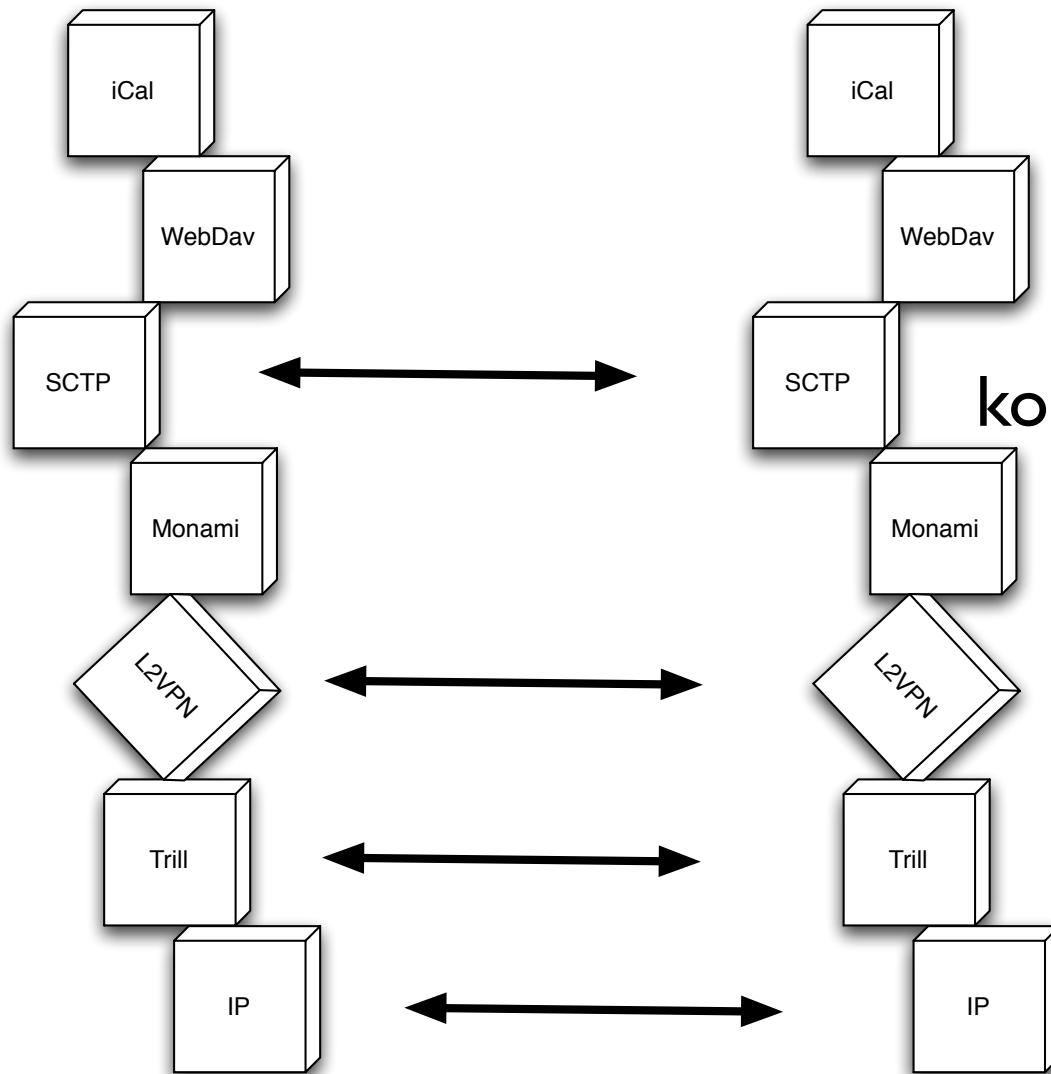 iCal
iCal
WebDav
WebDav
SCTP
SCTP
ko
Monami
Monami
L2VPN
L2VPN
Trill
Trill
IP
IP